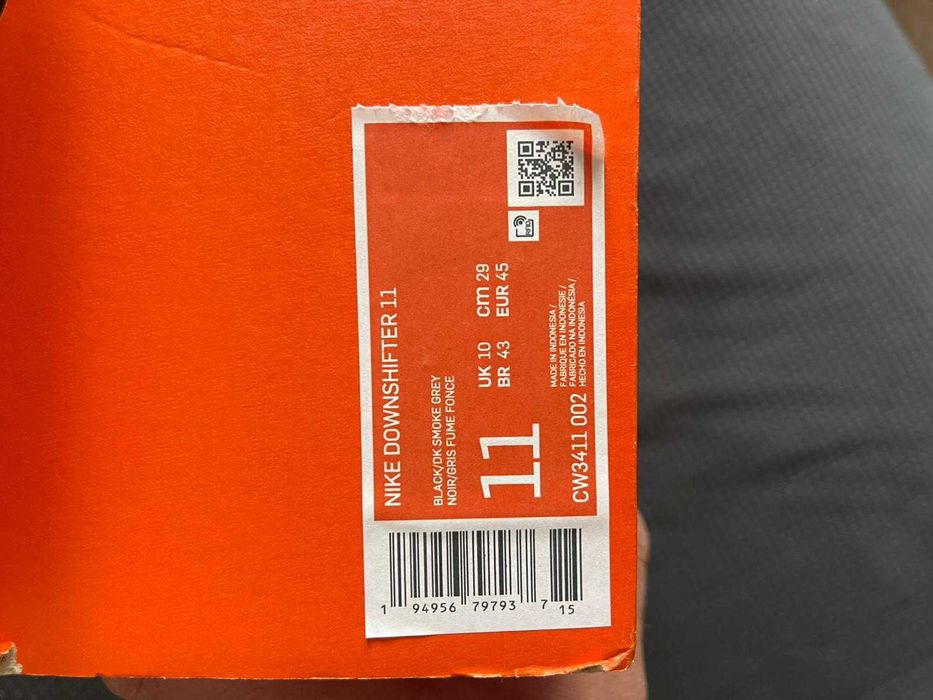 NIKE DOWNSHIFTER 11
BLACK/DK SMOKE GREY
NOIR/GRIS FUME FONCE
11
UK 10 cm 29
BR 43 EUR 45
RFID
MADE IN INDONESIA /
FABRIQUE EN INDONESIE /
FABRICADO NA INDONÉSIA /
HECHO EN INDONESIA
CW3411 002
1 94956 79793 7 15